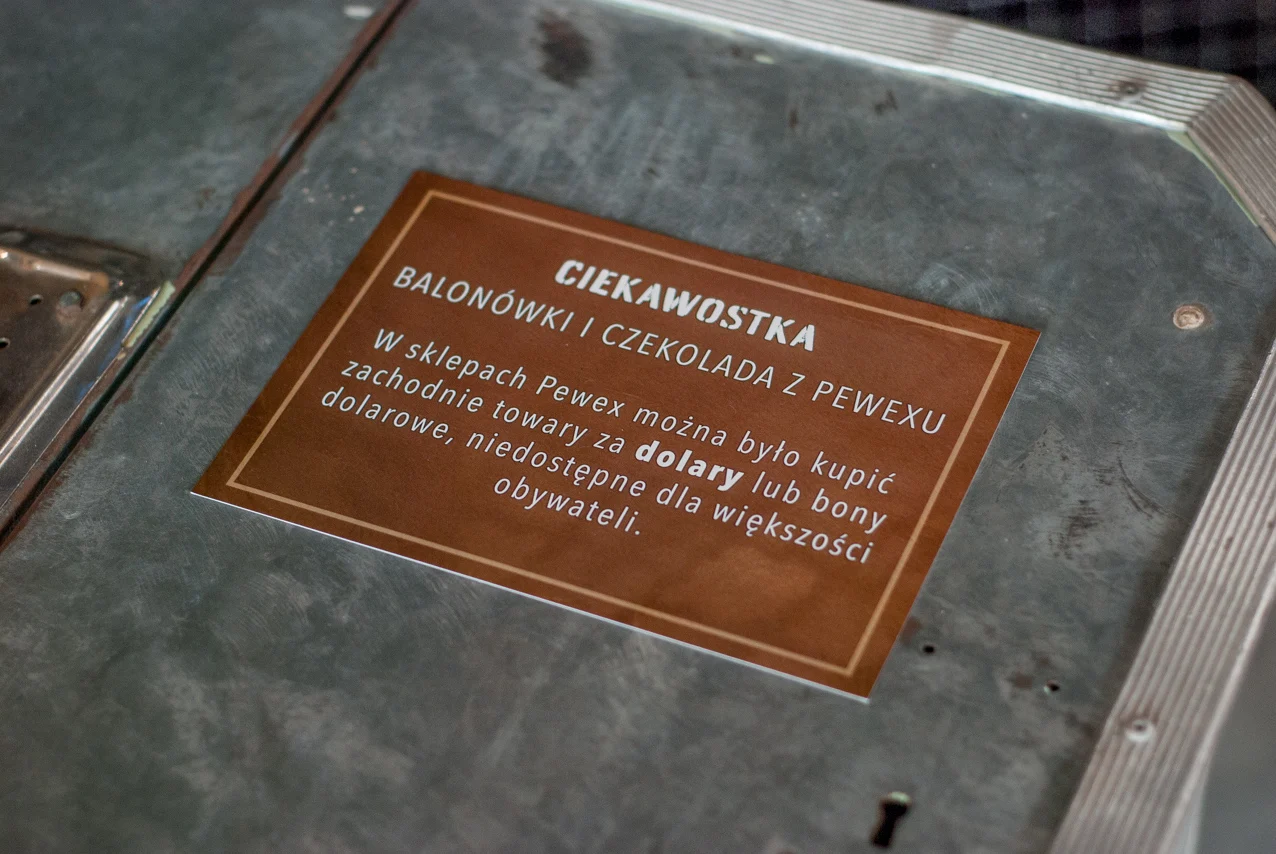 CIEKAWOSTKA
BALONÓWKI I CZEKOLADA Z PEWEXU
W sklepach Pewex można było kupić
zachodnie towary za dolary lub bony
dolarowe, niedostępne dla większości
obywateli.